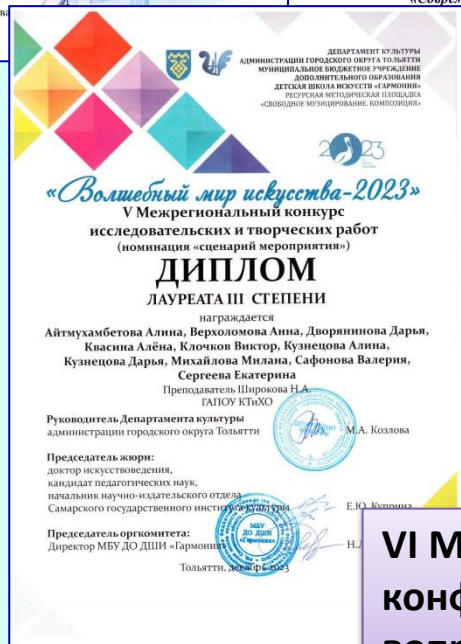 «Совре
ДЕПАРТАМЕНТ КУЛЬТУРЫ
АДМИНИСТРАЦИИ ГОРОДСКОГО ОКРУГА ТОЛЬЯТТИ
МУНИЦИПАЛЬНОЕ БЮДЖЕТНОЕ УЧРЕЖДЕНИЕ
ДОПОЛНИТЕЛЬНОГО ОБРАЗОВАНИЯ
ДЕТСКАЯ ШКОЛА ИСКУССТВ «ГАРМОНИЯ»
РЕСУРСНАЯ МЕТОДИЧЕСКАЯ ПЛОЩАДКА
«СВОБОДНОЕ МУЗИЦИРОВАНИЕ. КОМПОЗИЦИЯ»
2023
«Волшебный мир искусства-2023»
V Межрегиональный конкурс
исследовательских и творческих работ
(номинация «сценарий мероприятия»)
ДИПЛОМ
ЛАУРЕАТА III СТЕПЕНИ
награждается
Айтмухамбетова Алина, Верхоломова Анна, Дворянинова Дарья,
Квасина Алёна, Клочков Виктор, Кузнецова Алина,
Кузнецова Дарья, Михайлова Милана, Сафонова Валерия,
Сергеева Екатерина
Преподаватель Широкова Н.А.
ГАПОУ КТиХО
Руководитель Департамента культуры
администрации городского округа Тольятти М.А. Козлова
Председатель жюри:
доктор искусствоведения,
кандидат педагогических наук,
начальник научно-издательского отдела
Самарского государственного института культуры Е.Ю. Куприна
Председатель оргкомитета:
Директор МБУ ДО ДШИ «Гармония» Н.
МБУ
ДО ДШИ
«Гармония»
Тольятти, декабрь 2023
VI М
конф